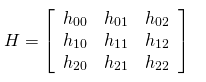 H = [ h₀₀ h₀₁ h₀₂
h₁₀ h₁₁ h₁₂
h₂₀ h₂₁ h₂₂ ]